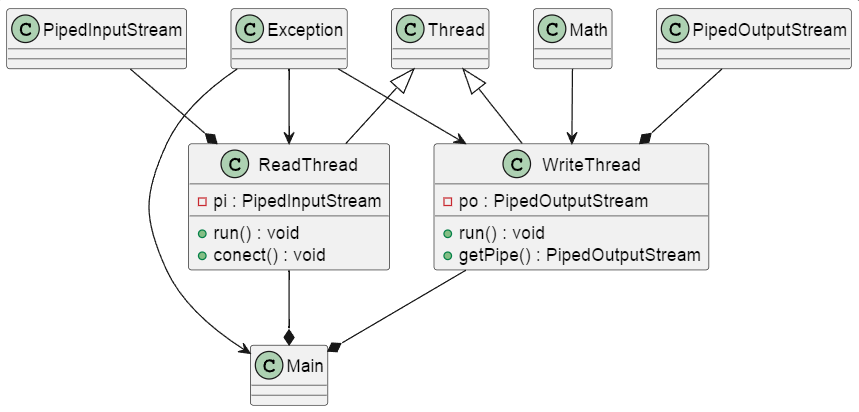 C PipedInputStream
C Exception
C Thread
C Math
C PipedOutputStream
C ReadThread
pi : PipedInputStream
run() : void
conect() : void
C WriteThread
po : PipedOutputStream
run() : void
getPipe() : PipedOutputStream
C Main